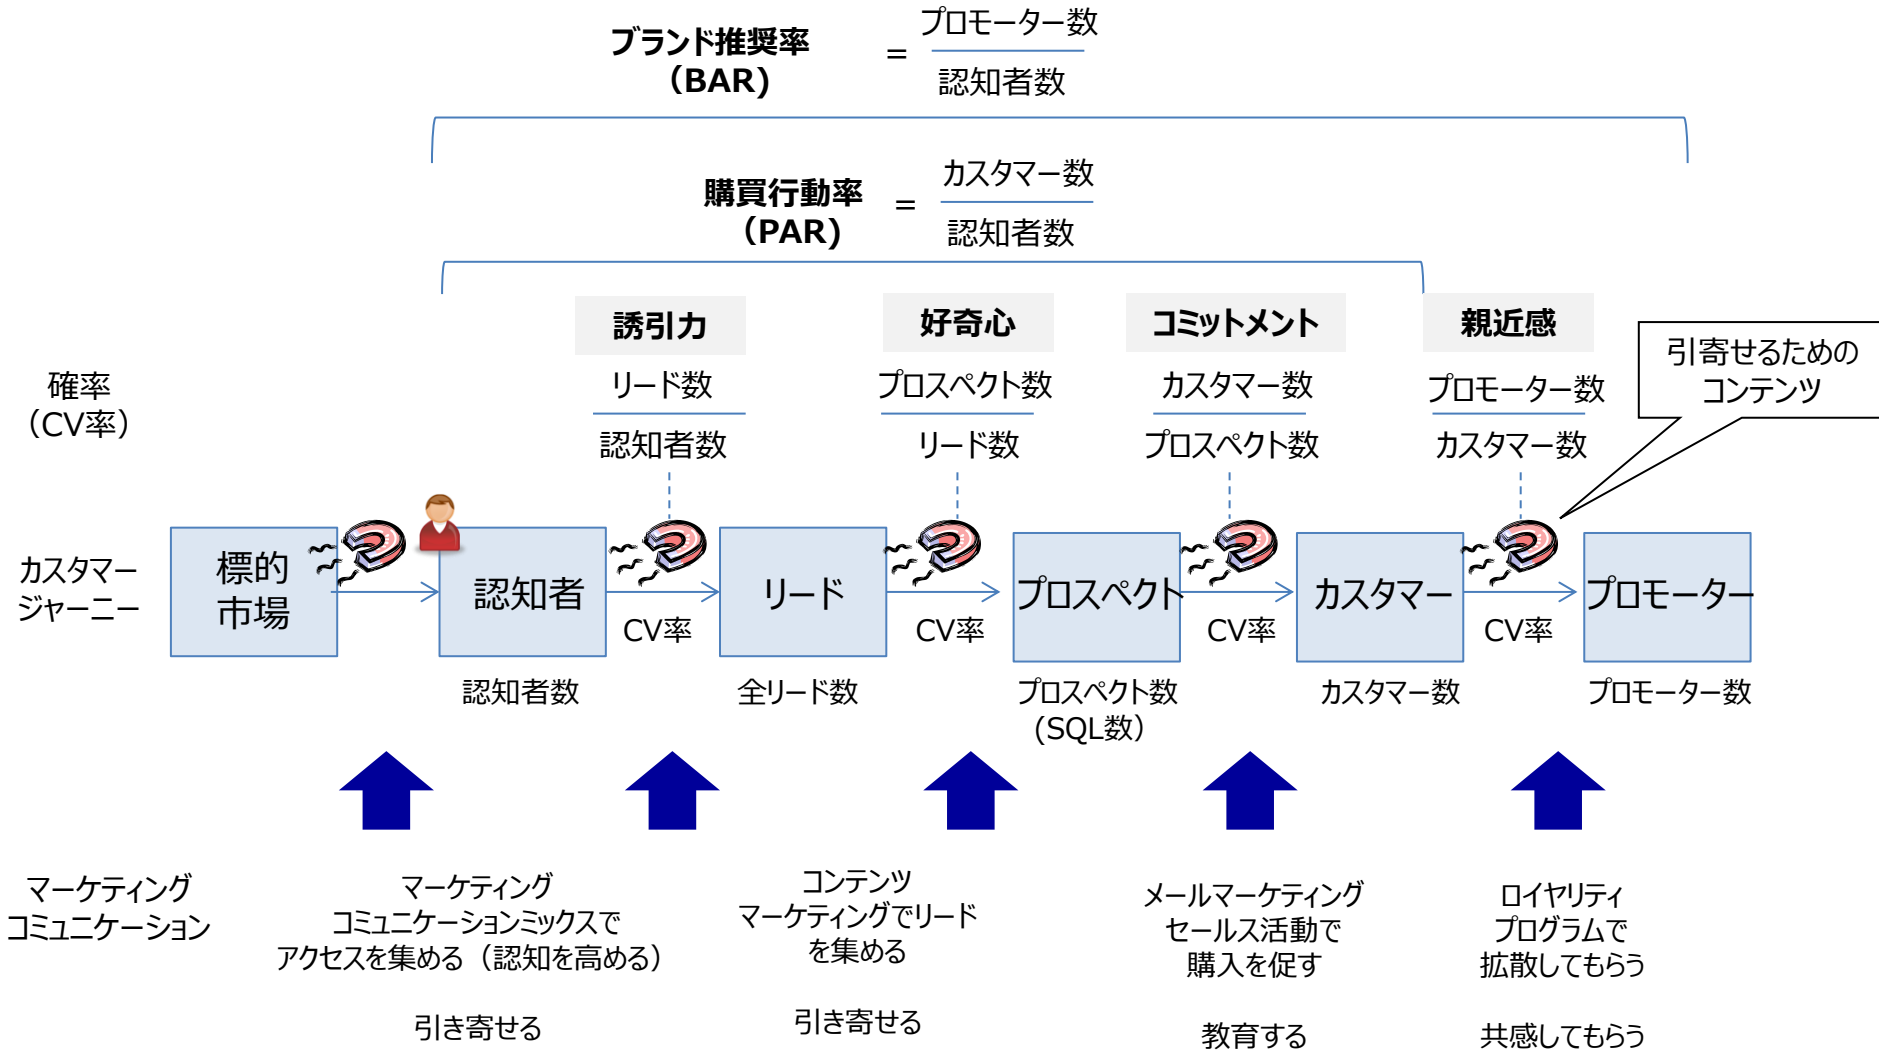 ブランド推奨率
（BAR)
=
プロモーター数
認知者数
購買行動率
（PAR)
=
カスタマー数
認知者数
誘引力
好奇心
コミットメント
親近感
引寄せるための
コンテンツ
確率
（CV率）
リード数
認知者数
プロスペクト数
リード数
カスタマー数
プロスペクト数
プロモーター数
カスタマー数
カスタマー
ジャーニー
標的
市場
認知者
リード
プロスペクト
カスタマー
プロモーター
CV率
CV率
CV率
CV率
認知者数
全リード数
プロスペクト数
(SQL数）
カスタマー数
プロモーター数
マーケティング
コミュニケーション
マーケティング
コミュニケーションミックスで
アクセスを集める（認知を高める）
引き寄せる
コンテンツ
マーケティングでリード
を集める
引き寄せる
メールマーケティング
セールス活動で
購入を促す
教育する
ロイヤリティ
プログラムで
拡散してもらう
共感してもらう